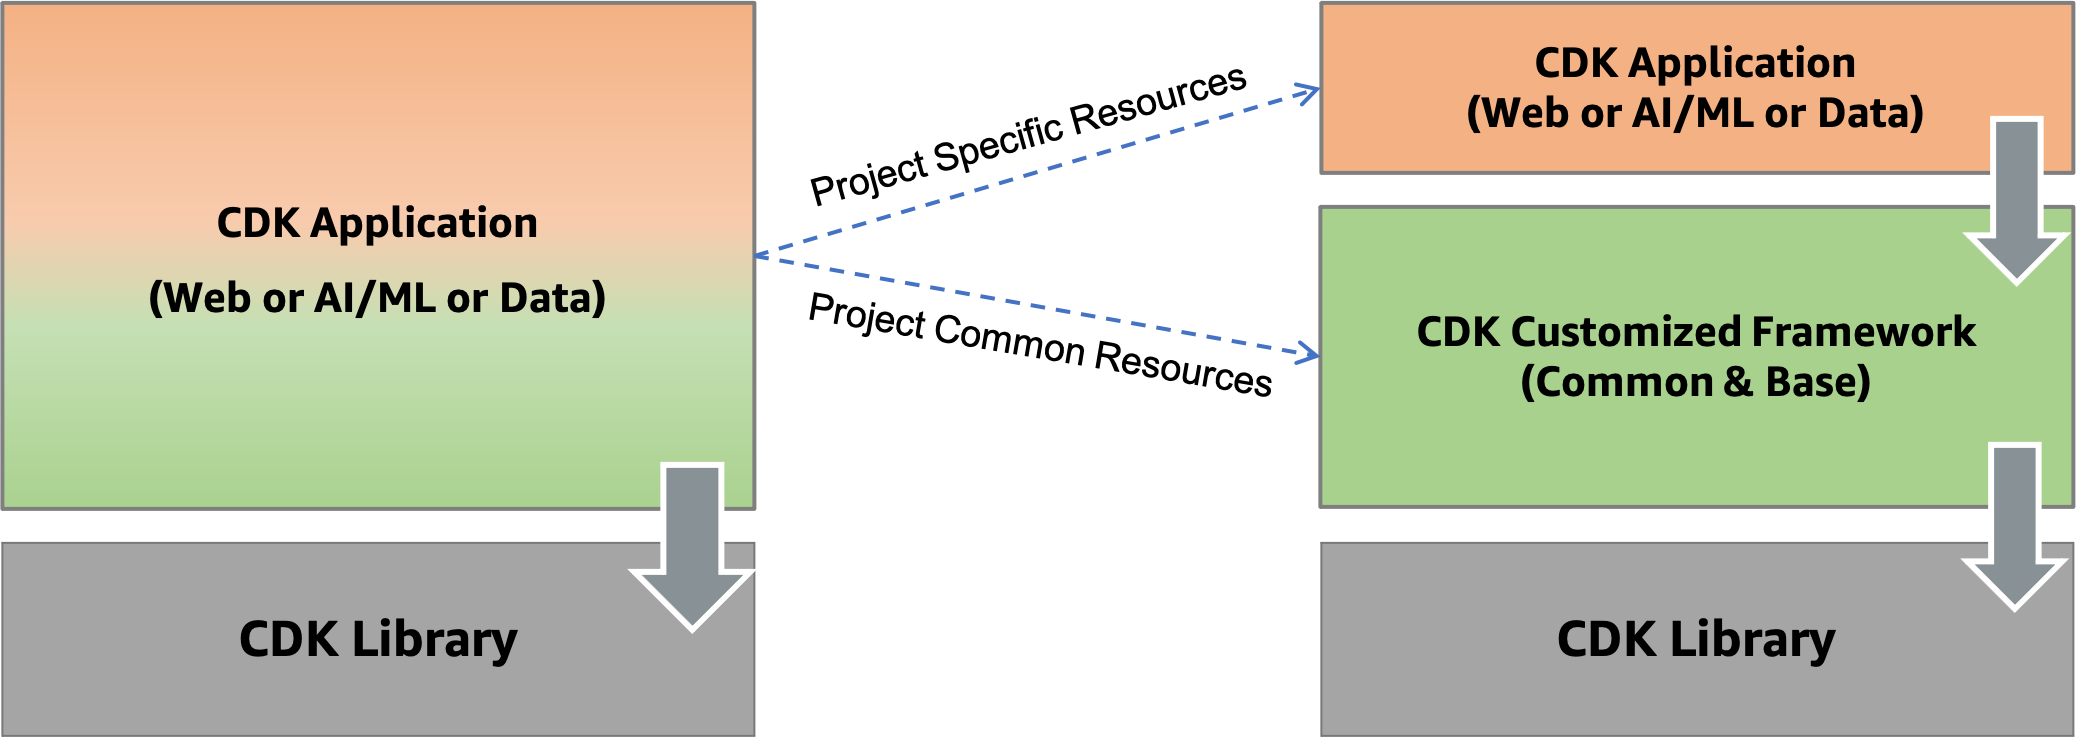 CDK Application
(Web or AI/ML or Data)
CDK Library
Project Specific Resources
Project Common Resources
CDK Application
(Web or AI/ML or Data)
CDK Customized Framework
(Common & Base)
CDK Library